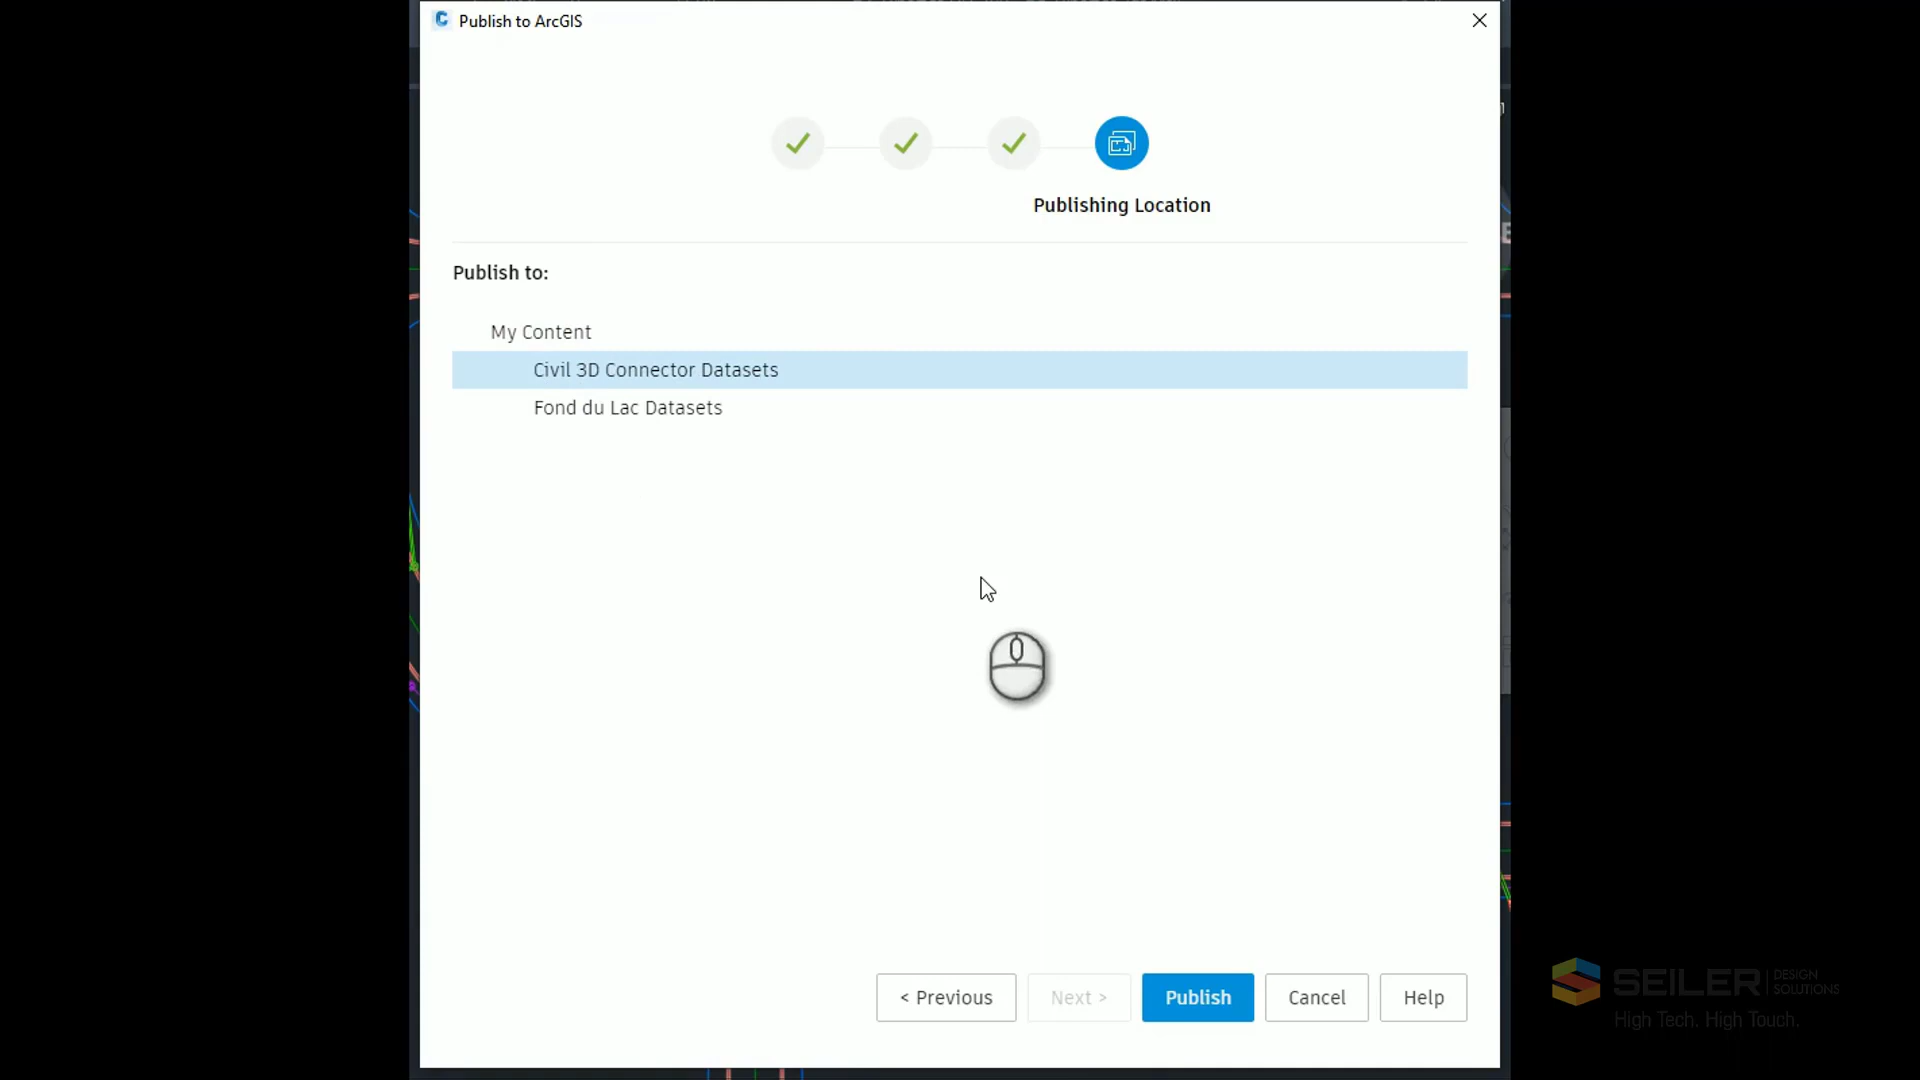 Publish to ArcGIS
Publishing Location
Publish to:
My Content
Civil 3D Connector Datasets
Fond du Lac Datasets
< Previous
Next >
Publish
Cancel
Help
SEILER DESIGN SOLUTIONS
High Tech. High Touch.